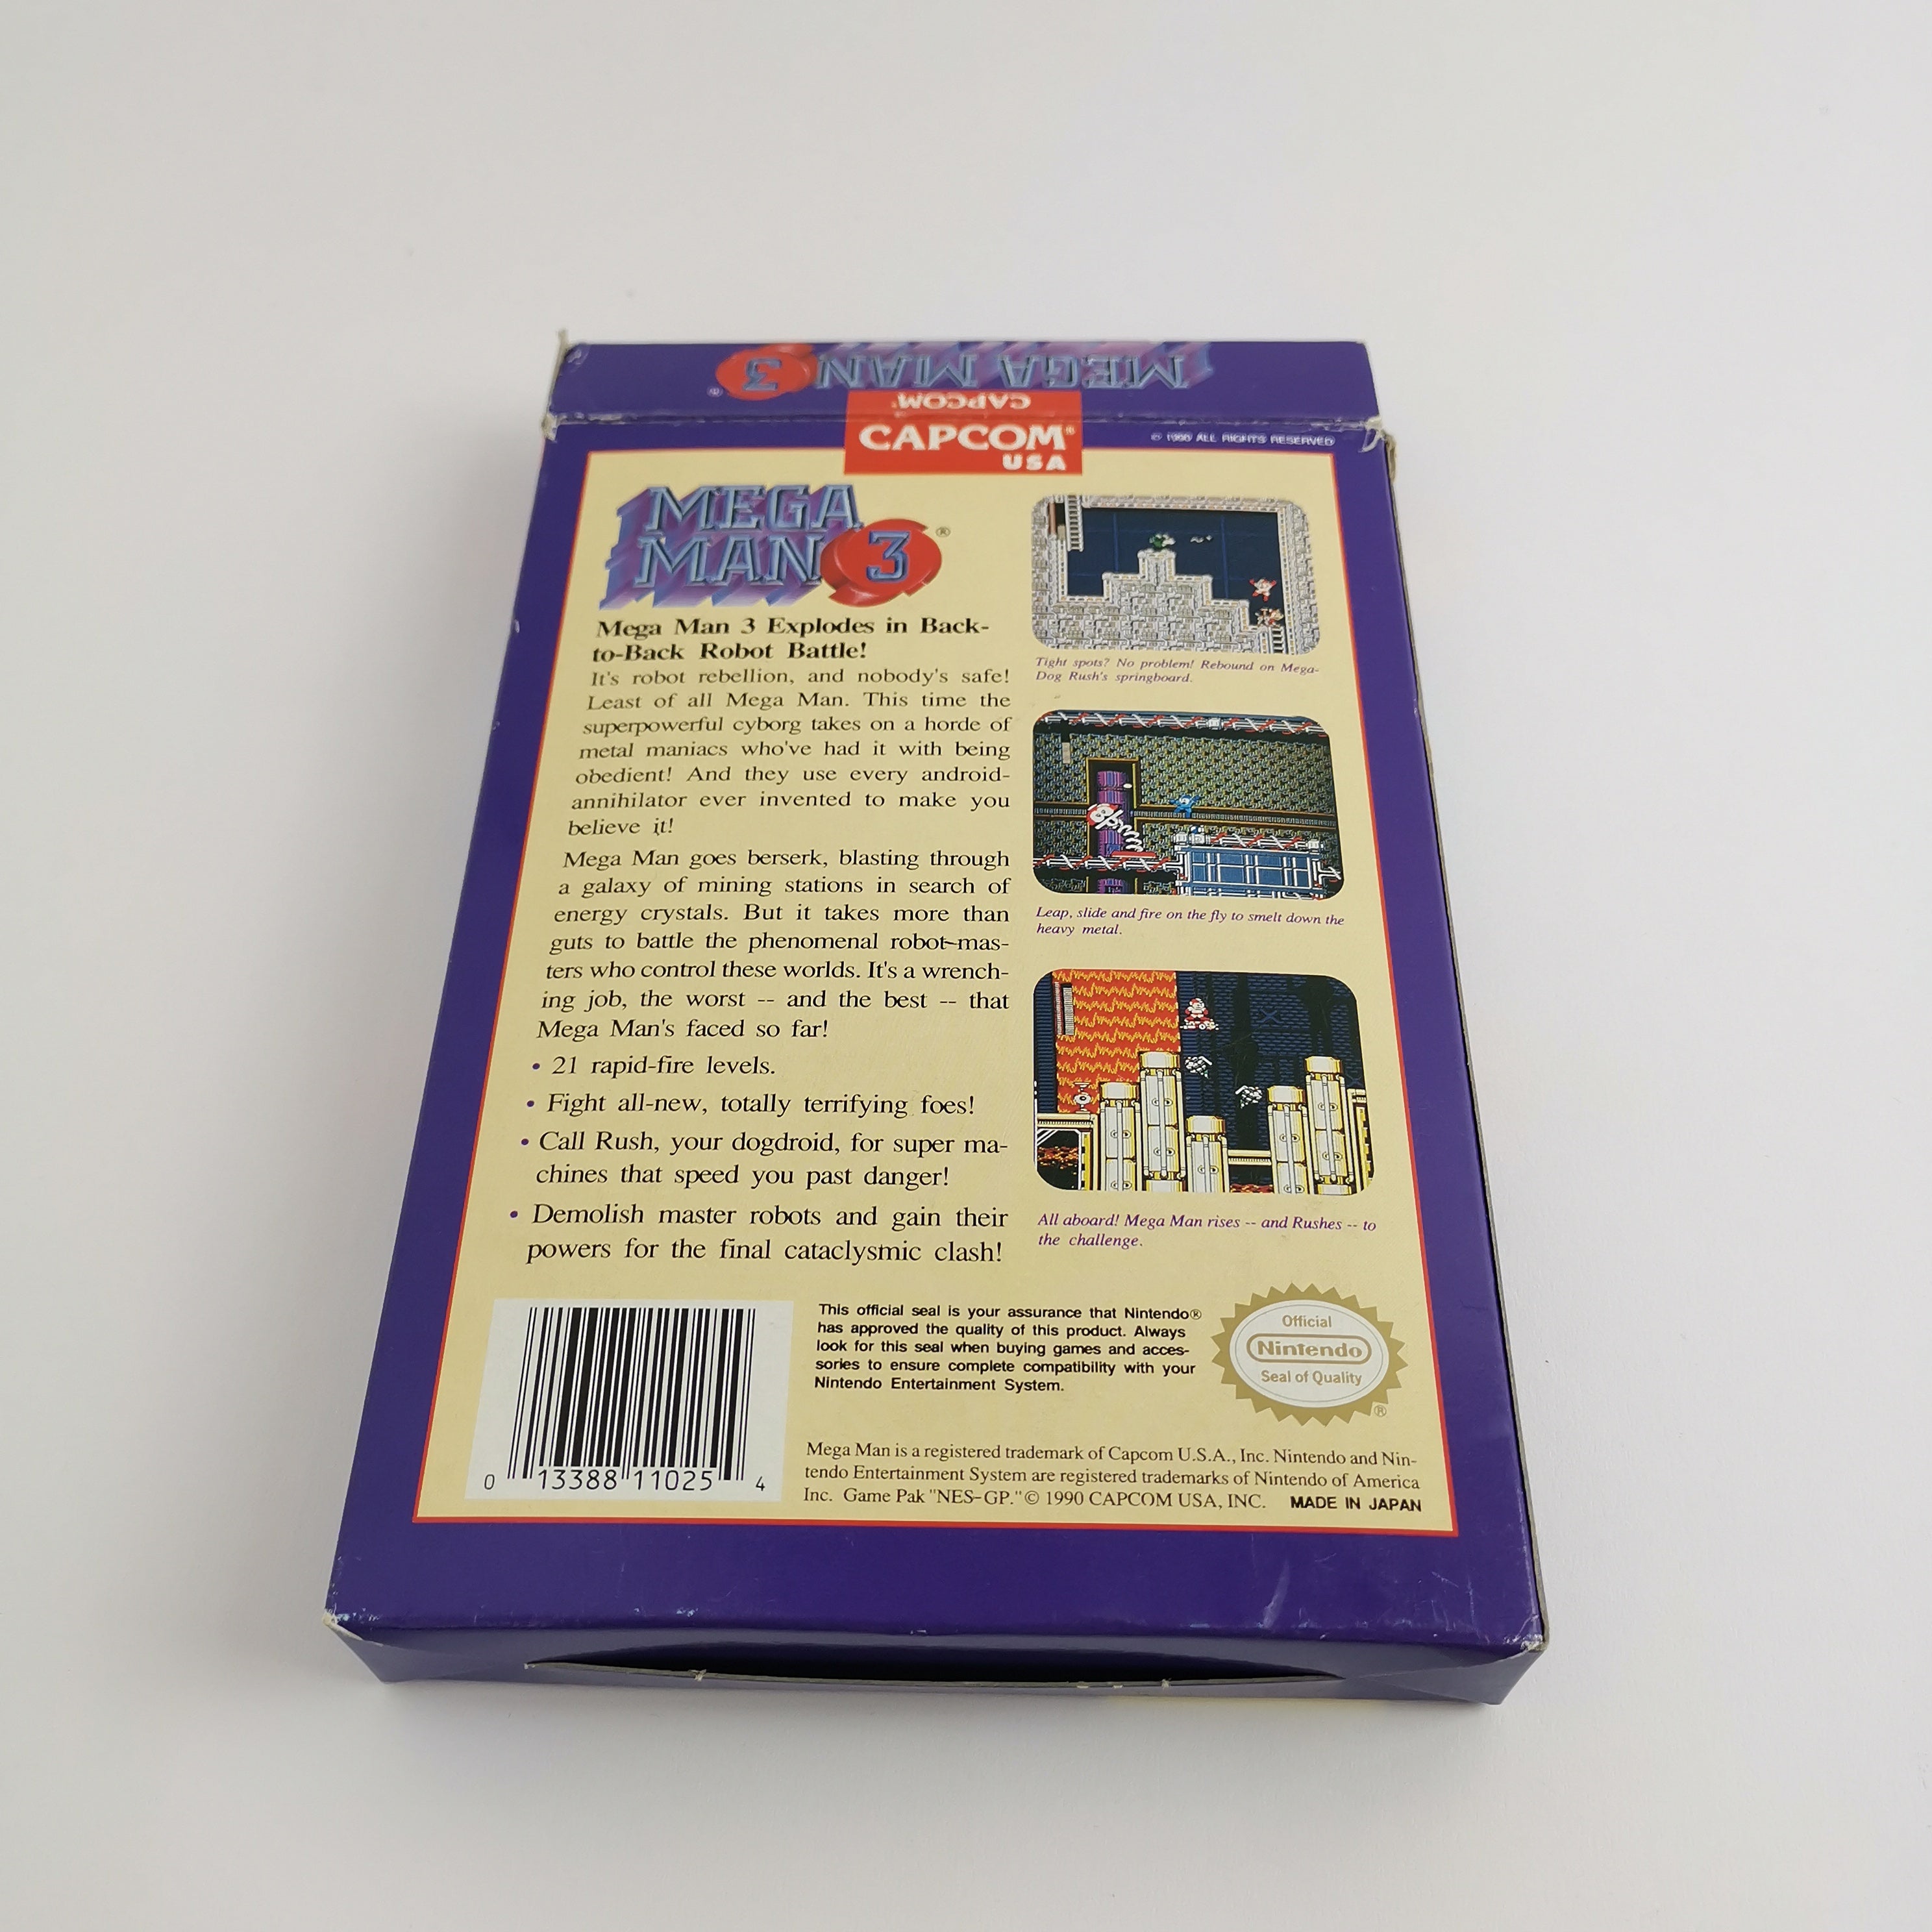 MEGA MAN 3 ®
CAPCOM®
CAPCOM®
USA
© 1990 ALL RIGHTS RESERVED
MEGA
MAN 3 ®
Mega Man 3 Explodes in Back-
to-Back Robot Battle!
It's robot rebellion, and nobody's safe!
Least of all Mega Man. This time the
superpowerful cyborg takes on a horde of
metal maniacs who've had it with being
obedient! And they use every android-
annihilator ever invented to make you
believe it!
Mega Man goes berserk, blasting through
a galaxy of mining stations in search of
energy crystals. But it takes more than
guts to battle the phenomenal robot-mas-
ters who control these worlds. It's a wrench-
ing job, the worst -- and the best -- that
Mega Man's faced so far!
• 21 rapid-fire levels.
• Fight all-new, totally terrifying foes!
• Call Rush, your dogdroid, for super ma-
chines that speed you past danger!
• Demolish master robots and gain their
powers for the final cataclysmic clash!
Tight spots? No problem! Rebound on Mega-
Dog Rush's springboard.
Leap, slide and fire on the fly to smelt down the
heavy metal.
All aboard! Mega Man rises -- and Rushes -- to
the challenge.
0 13388 11025 4
This official seal is your assurance that Nintendo®
has approved the quality of this product. Always
look for this seal when buying games and acces-
sories to ensure complete compatibility with your
Nintendo Entertainment System.
Official
Nintendo
Seal of Quality
®
Mega Man is a registered trademark of Capcom U.S.A., Inc. Nintendo and Nin-
tendo Entertainment System are registered trademarks of Nintendo of America
Inc. Game Pak "NES-GP." © 1990 CAPCOM USA, INC. MADE IN JAPAN